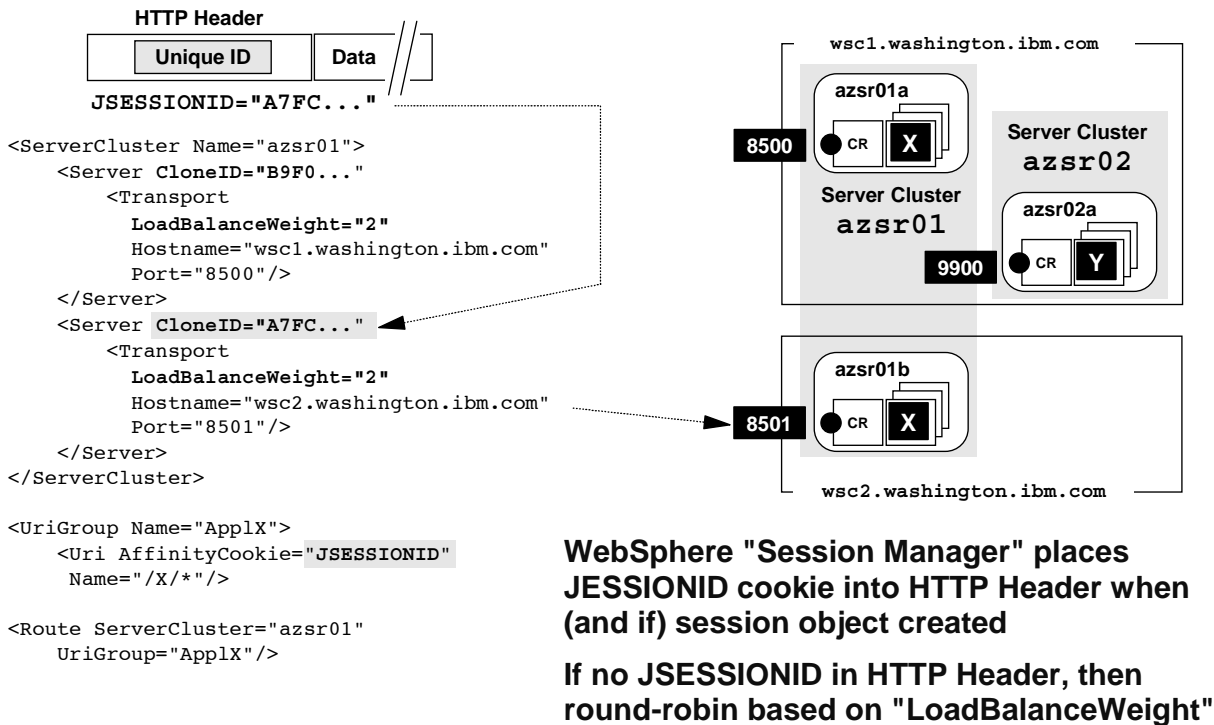 HTTP Header
Unique ID
Data
JSESSIONID="A7FC..."
<ServerCluster Name="azsr01">
<Server CloneID="B9F0..."
<Transport
LoadBalanceWeight="2"
Hostname="wsc1.washington.ibm.com"
Port="8500"/>
</Server>
<Server CloneID="A7FC..."
<Transport
LoadBalanceWeight="2"
Hostname="wsc2.washington.ibm.com"
Port="8501"/>
</Server>
</ServerCluster>
<UriGroup Name="ApplX">
<Uri AffinityCookie="JSESSIONID"
Name="/X/*"/>
<Route ServerCluster="azsr01"
UriGroup="ApplX"/>
wsc1.washington.ibm.com
azsr01a
8500
CR
X
Server Cluster
azsr01
Server Cluster
azsr02
azsr02a
9900
CR
Y
azsr01b
8501
CR
X
wsc2.washington.ibm.com
WebSphere "Session Manager" places
JESSIONID cookie into HTTP Header when
(and if) session object created
If no JSESSIONID in HTTP Header, then
round-robin based on "LoadBalanceWeight"